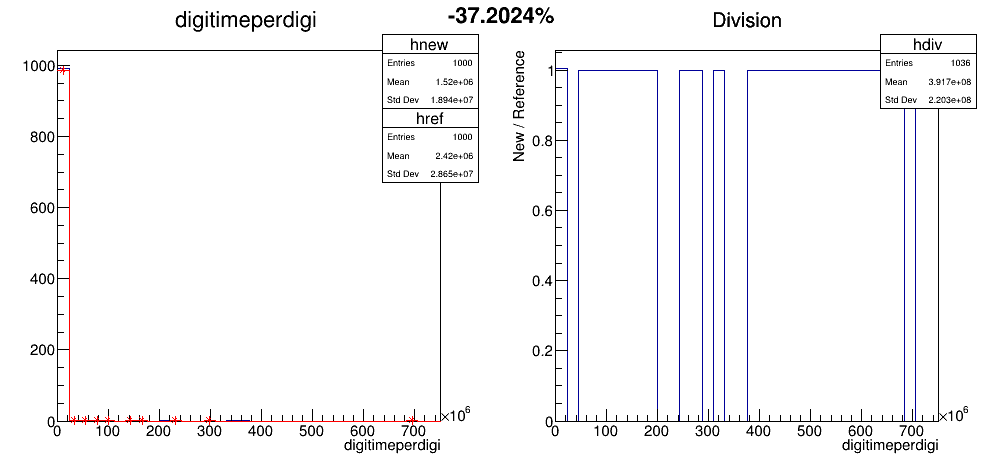 -37.2024%
digitimeperdigi
hnew
Entries 1000
Mean 1.52e+06
Std Dev 1.894e+07
href
Entries 1000
Mean 2.42e+06
Std Dev 2.865e+07
1000
800
600
400
200
0
0 100 200 300 400 500 600 700
×10⁶
digitimeperdigi
Division
hdiv
Entries 1036
Mean 3.917e+08
Std Dev 2.203e+08
New / Reference
1
0.8
0.6
0.4
0.2
0
0 100 200 300 400 500 600 700
×10⁶
digitimeperdigi